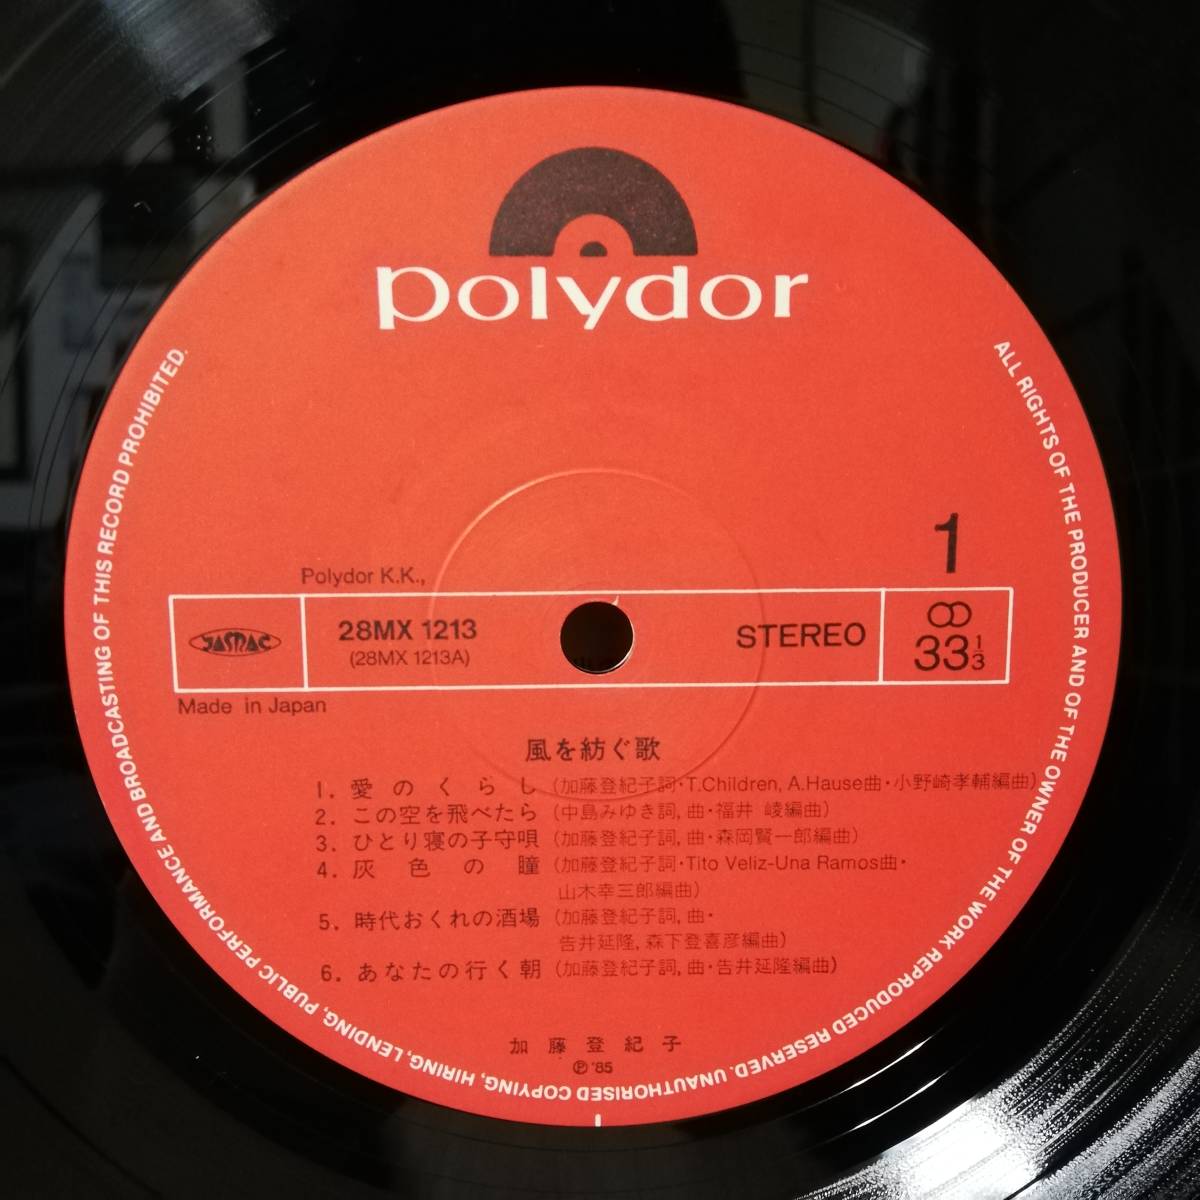 polydor
1
Polydor K.K.,
JASRAC
28MX 1213
(28MX 1213A)
STEREO
33 1/3
Made in Japan
風を紡ぐ歌
1. 愛のくらし (加藤登紀子詞・T.Children, A.Hause曲・小野崎孝輔編曲)
2. この空を飛べたら (中島みゆき詞, 曲・福井 崚編曲)
3. ひとり寝の子守唄 (加藤登紀子詞, 曲・森岡賢一郎編曲)
4. 灰色の瞳 (加藤登紀子詞・Tito Veliz-Una Ramos曲・
山木幸三郎編曲)
5. 時代おくれの酒場 (加藤登紀子詞, 曲・
告井延隆, 森下登喜彦編曲)
6. あなたの行く朝 (加藤登紀子詞, 曲・告井延隆編曲)
加藤登紀子
℗ '85
ALL RIGHTS OF THE PRODUCER AND OF THE OWNER OF THE WORK REPRODUCED RESERVED. UNAUTHORISED COPYING, HIRING, LENDING, PUBLIC PERFORMANCE AND BROADCASTING OF THIS RECORD PROHIBITED.